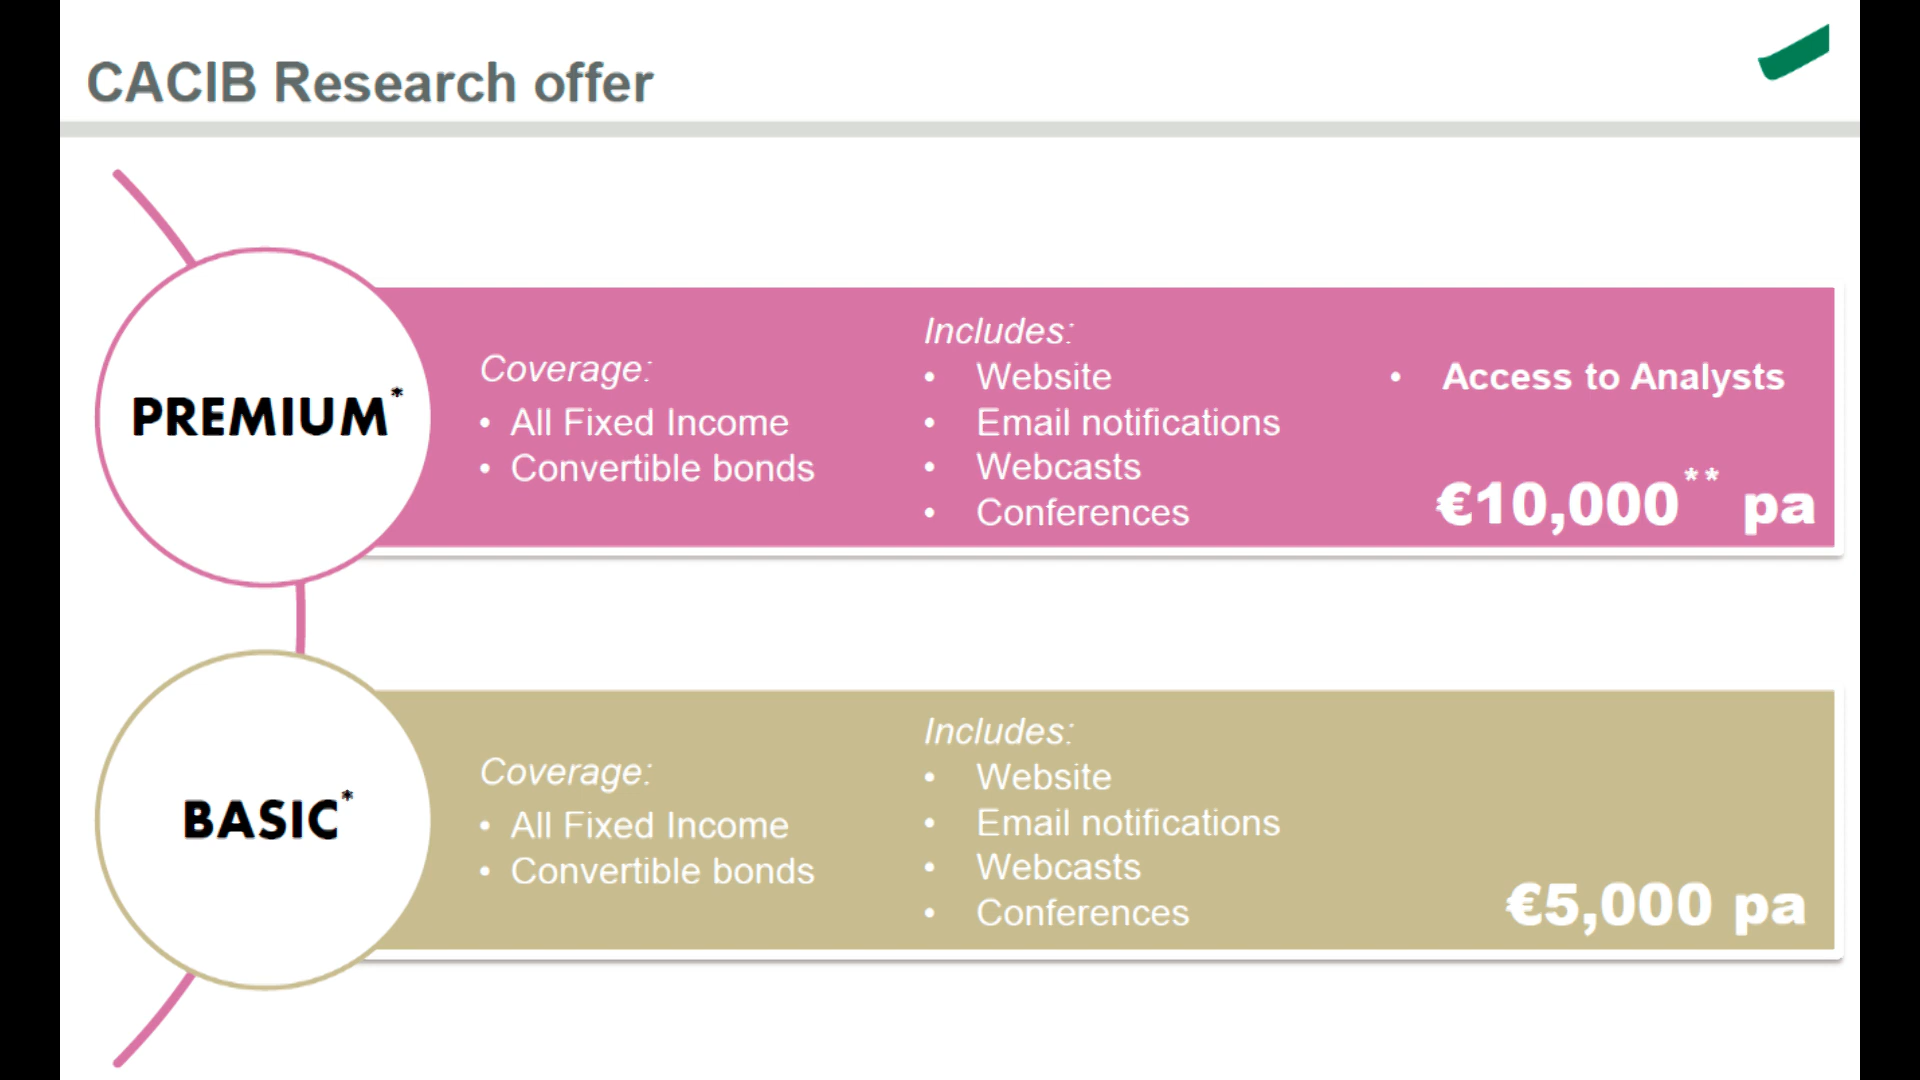 CACIB Research offer
PREMIUM*
Coverage:
• All Fixed Income
• Convertible bonds
Includes:
• Website
• Email notifications
• Webcasts
• Conferences
• Access to Analysts
€10,000** pa
BASIC*
Coverage:
• All Fixed Income
• Convertible bonds
Includes:
• Website
• Email notifications
• Webcasts
• Conferences
€5,000 pa